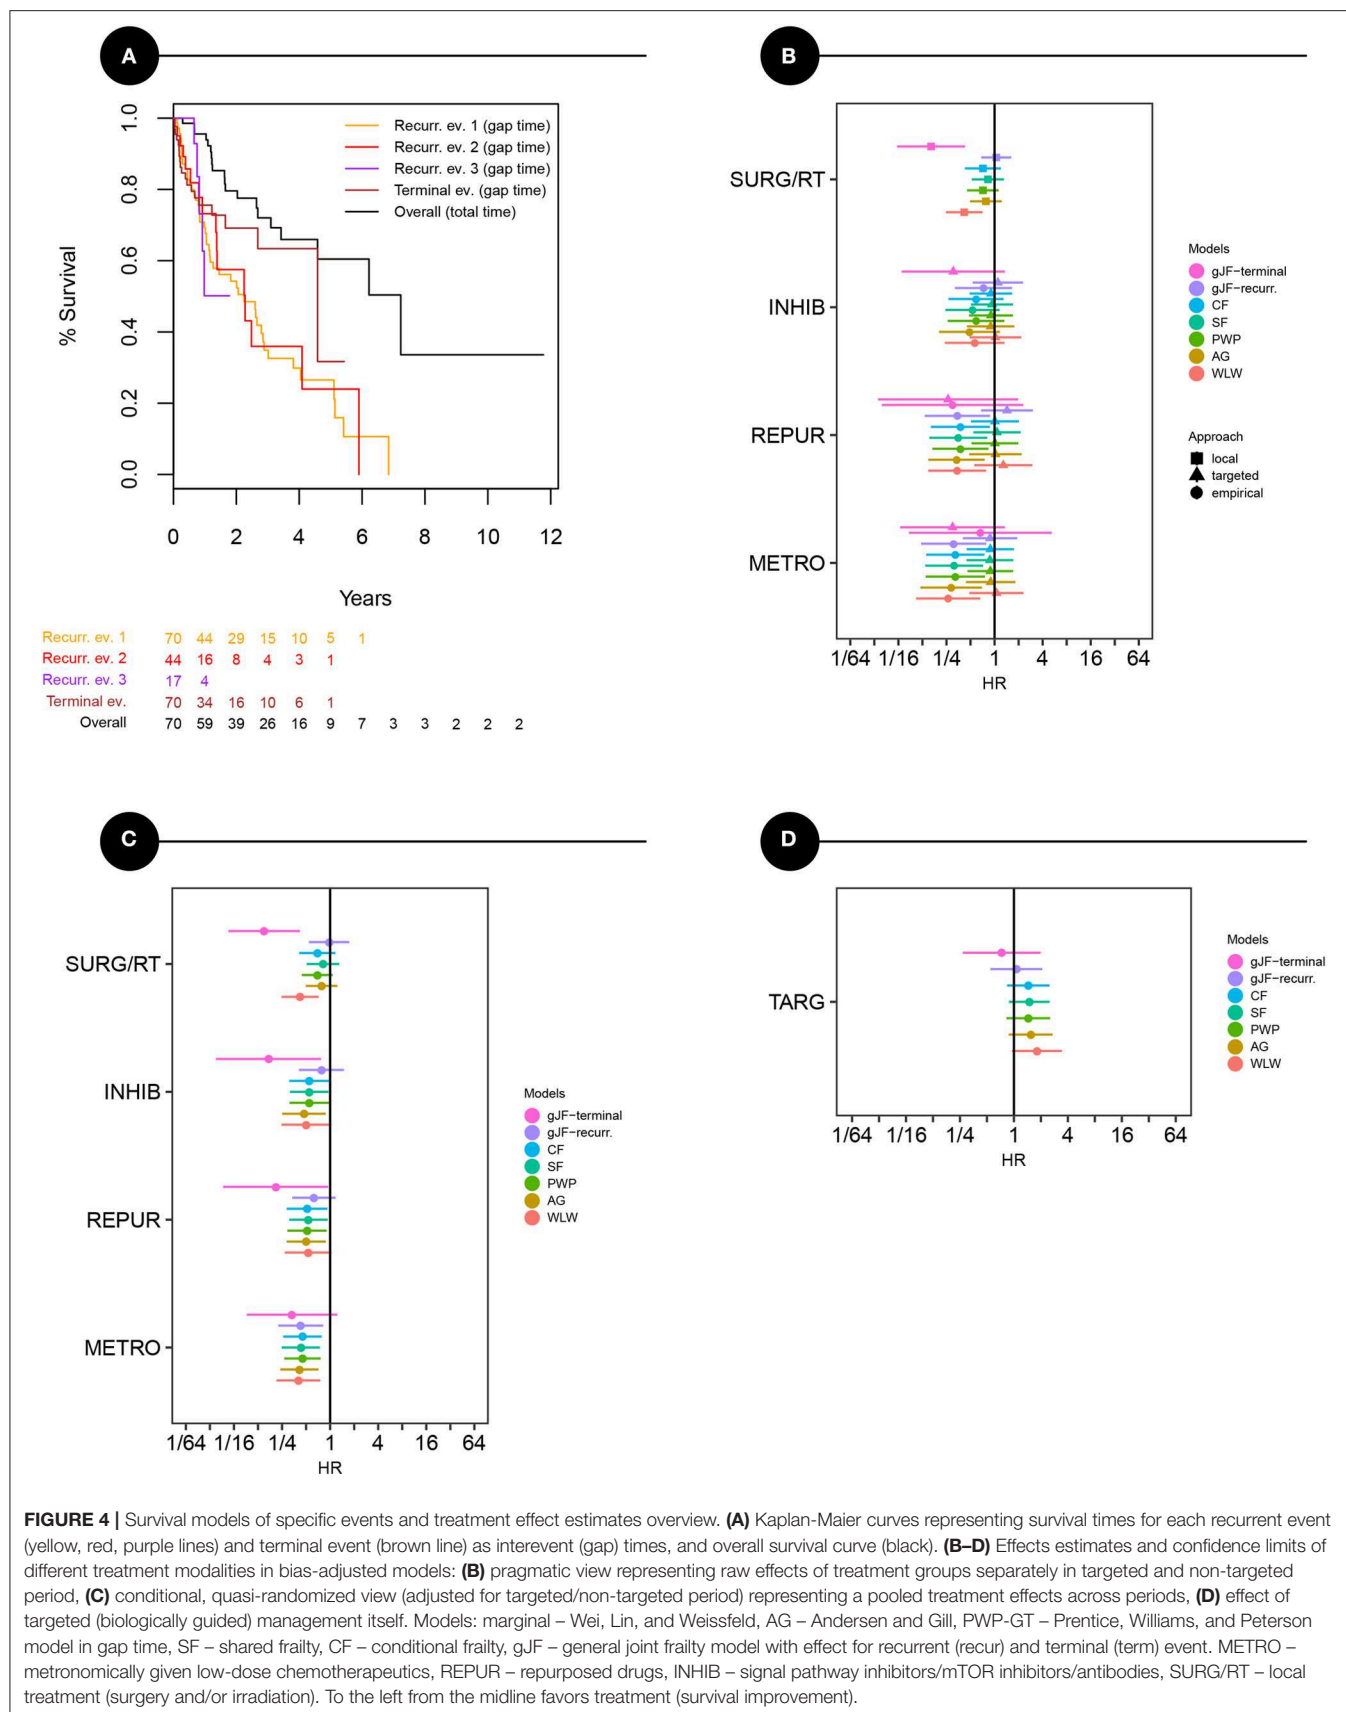 A
B
1.0
0.8
0.6
0.4
0.2
0.0
% Survival
Recurr. ev. 1 (gap time)
Recurr. ev. 2 (gap time)
Recurr. ev. 3 (gap time)
Terminal ev. (gap time)
Overall (total time)
0 2 4 6 8 10 12
Years
Recurr. ev. 1 70 44 29 15 10 5 1
Recurr. ev. 2 44 16 8 4 3 1
Recurr. ev. 3 17 4
Terminal ev. 70 34 16 10 6 1
Overall 70 59 39 26 16 9 7 3 3 2 2 2
SURG/RT
INHIB
REPUR
METRO
1/64 1/16 1/4 1 4 16 64
HR
Models
gJF−terminal
gJF−recurr.
CF
SF
PWP
AG
WLW
Approach
local
targeted
empirical
C
D
SURG/RT
INHIB
REPUR
METRO
1/64 1/16 1/4 1 4 16 64
HR
Models
gJF−terminal
gJF−recurr.
CF
SF
PWP
AG
WLW
TARG
1/64 1/16 1/4 1 4 16 64
HR
Models
gJF−terminal
gJF−recurr.
CF
SF
PWP
AG
WLW
FIGURE 4 | Survival models of specific events and treatment effect estimates overview. (A) Kaplan-Maier curves representing survival times for each recurrent event
(yellow, red, purple lines) and terminal event (brown line) as interevent (gap) times, and overall survival curve (black). (B–D) Effects estimates and confidence limits of
different treatment modalities in bias-adjusted models: (B) pragmatic view representing raw effects of treatment groups separately in targeted and non-targeted
period, (C) conditional, quasi-randomized view (adjusted for targeted/non-targeted period) representing a pooled treatment effects across periods, (D) effect of
targeted (biologically guided) management itself. Models: marginal – Wei, Lin, and Weissfeld, AG – Andersen and Gill, PWP-GT – Prentice, Williams, and Peterson
model in gap time, SF – shared frailty, CF – conditional frailty, gJF – general joint frailty model with effect for recurrent (recur) and terminal (term) event. METRO –
metronomically given low-dose chemotherapeutics, REPUR – repurposed drugs, INHIB – signal pathway inhibitors/mTOR inhibitors/antibodies, SURG/RT – local
treatment (surgery and/or irradiation). To the left from the midline favors treatment (survival improvement).